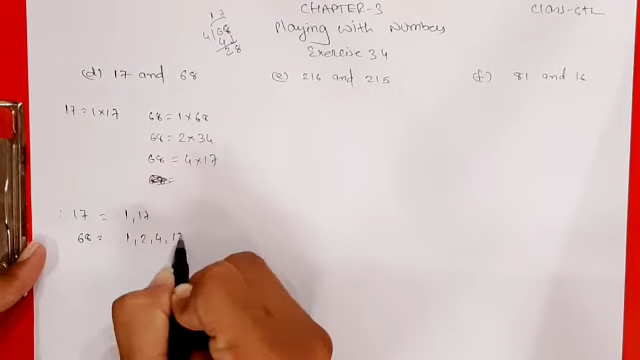 CHAPTER-3
Class-6th
Playing with Numbers
Exercise 3.4
17
4 68
4
28
(d) 17 and 68
(e) 216 and 215
(f) 81 and 16
17 = 1×17
68 = 1×68
68 = 2×34
68 = 4×17
∴ 17 = 1, 17
68 = 1, 2, 4, 17